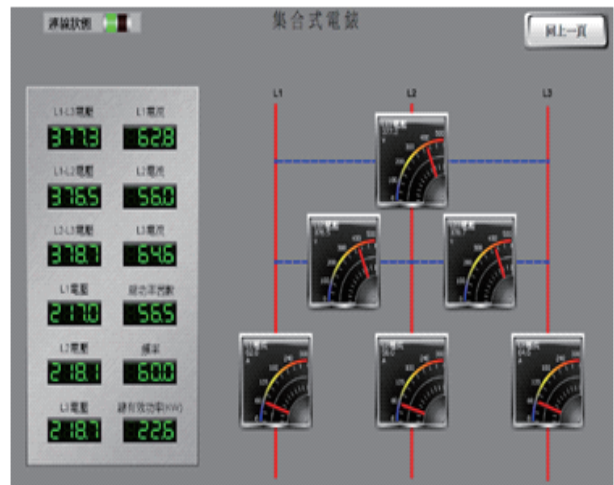 連線狀態
集合式電錶
回上一頁
L1-L3電壓 L1電流
377.3 62.8
L1-L2電壓 L2電流
376.5 56.0
L2-L3電壓 L3電流
378.7 64.6
L1電壓 總功率因數
217.0 56.5
L2電壓 頻率
218.1 60.0
L3電壓 總有效功率(KW)
218.7 22.6
L1 L2 L3